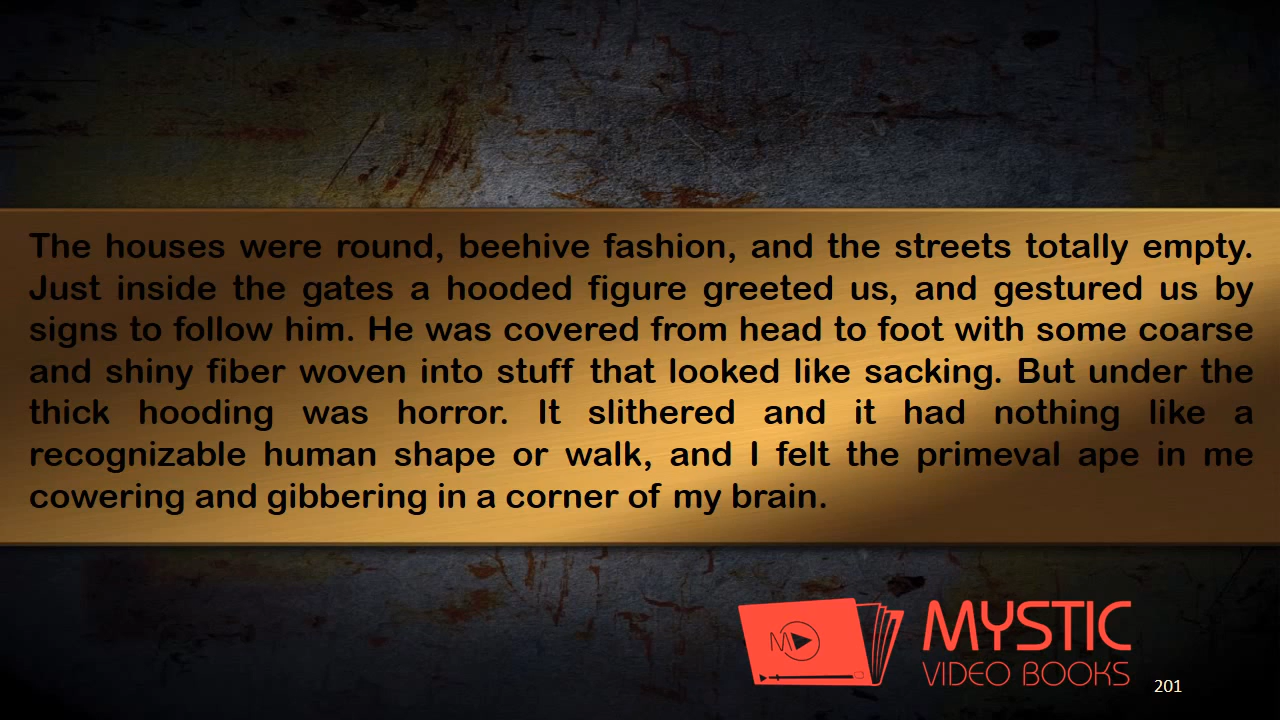 The houses were round, beehive fashion, and the streets totally empty.
Just inside the gates a hooded figure greeted us, and gestured us by
signs to follow him. He was covered from head to foot with some coarse
and shiny fiber woven into stuff that looked like sacking. But under the
thick hooding was horror. It slithered and it had nothing like a
recognizable human shape or walk, and I felt the primeval ape in me
cowering and gibbering in a corner of my brain.
MYSTIC
VIDEO BOOKS
201